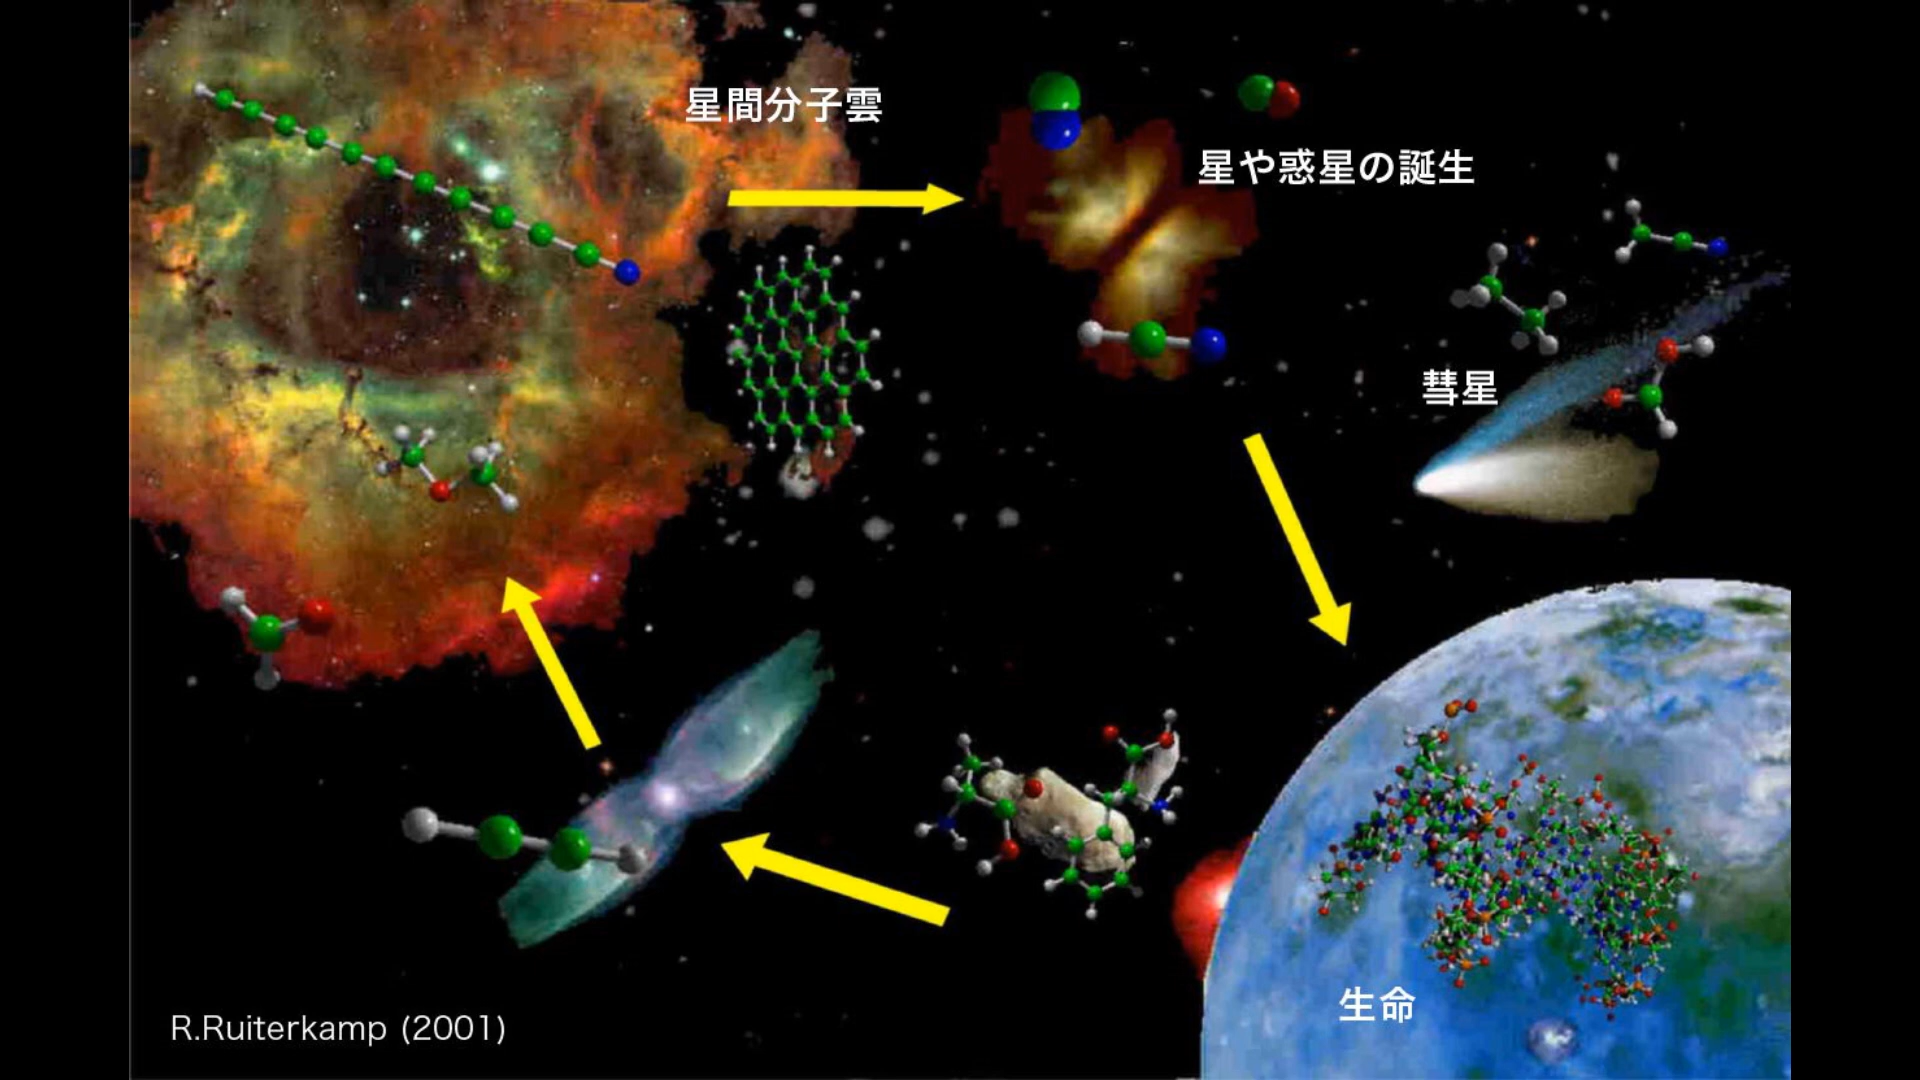 星間分子雲
星や惑星の誕生
彗星
生命
R.Ruiterkamp (2001)